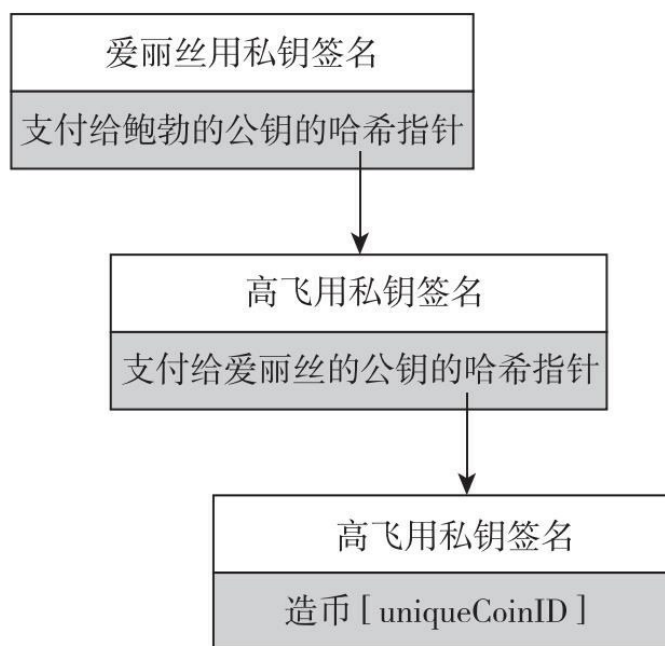 爱丽丝用私钥签名
支付给鲍勃的公钥的哈希指针
高飞用私钥签名
支付给爱丽丝的公钥的哈希指针
高飞用私钥签名
造币 [ uniqueCoinID ]